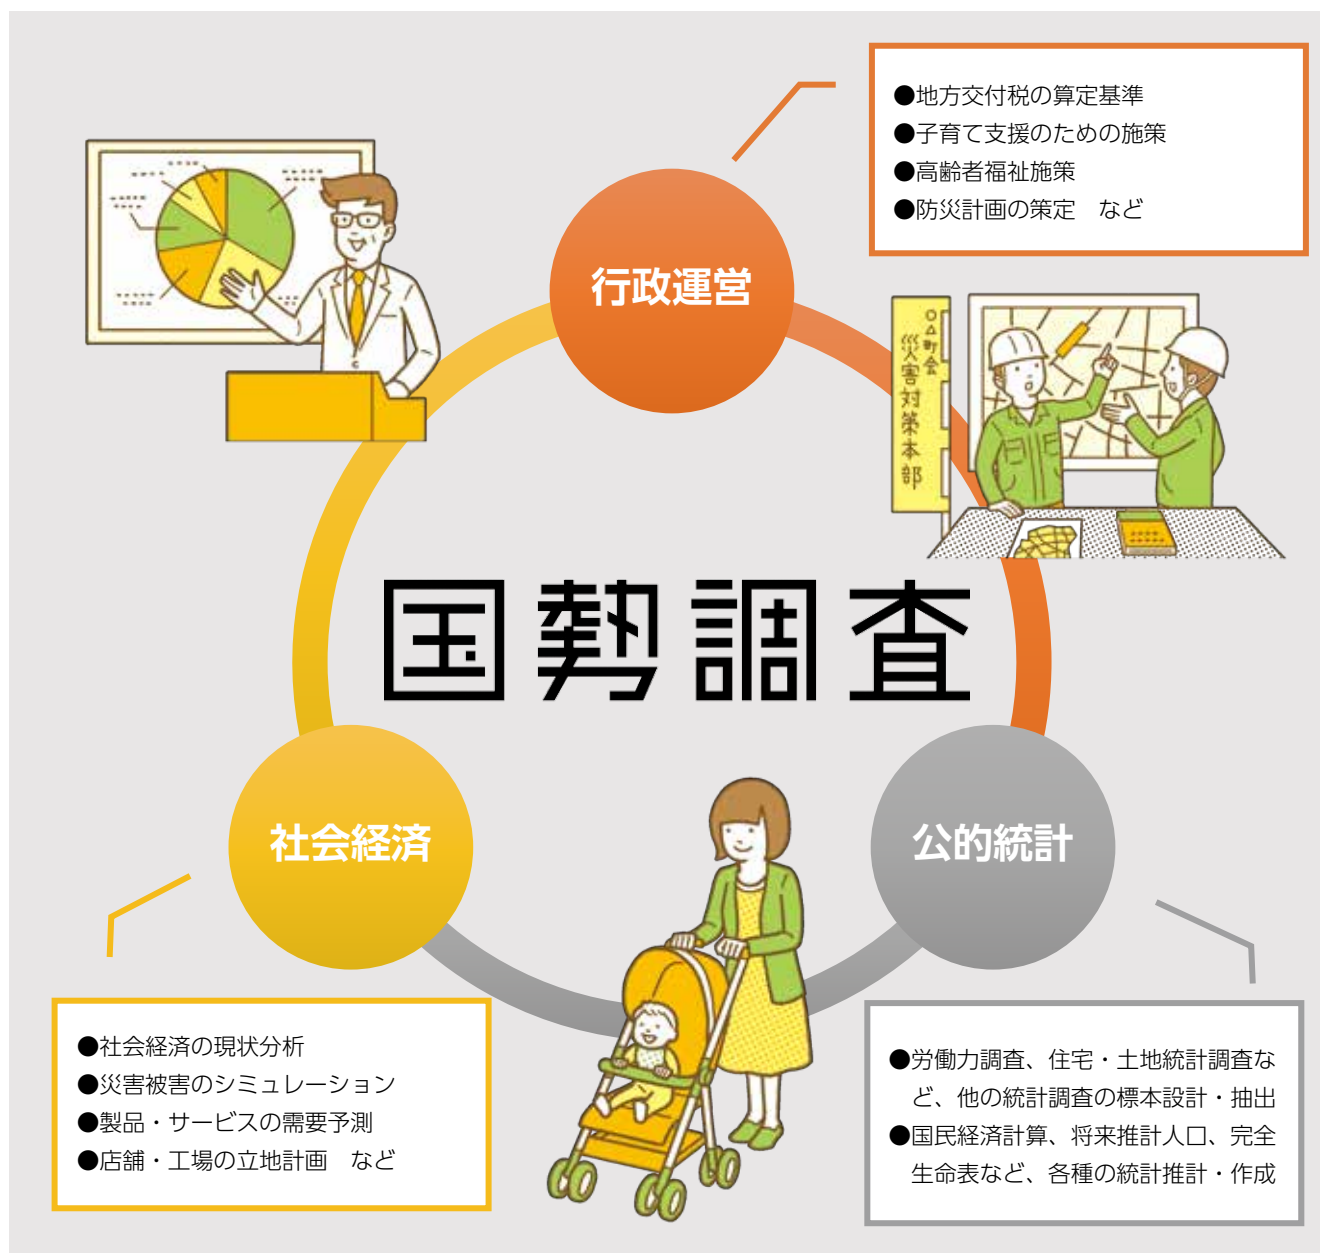 ●地方交付税の算定基準
●子育て支援のための施策
●高齢者福祉施策
●防災計画の策定　など
行政運営
○△町会
災害対策本部
国勢調査
社会経済
公的統計
●社会経済の現状分析
●災害被害のシミュレーション
●製品・サービスの需要予測
●店舗・工場の立地計画　など
●労働力調査、住宅・土地統計調査な
ど、他の統計調査の標本設計・抽出
●国民経済計算、将来推計人口、完全
生命表など、各種の統計推計・作成